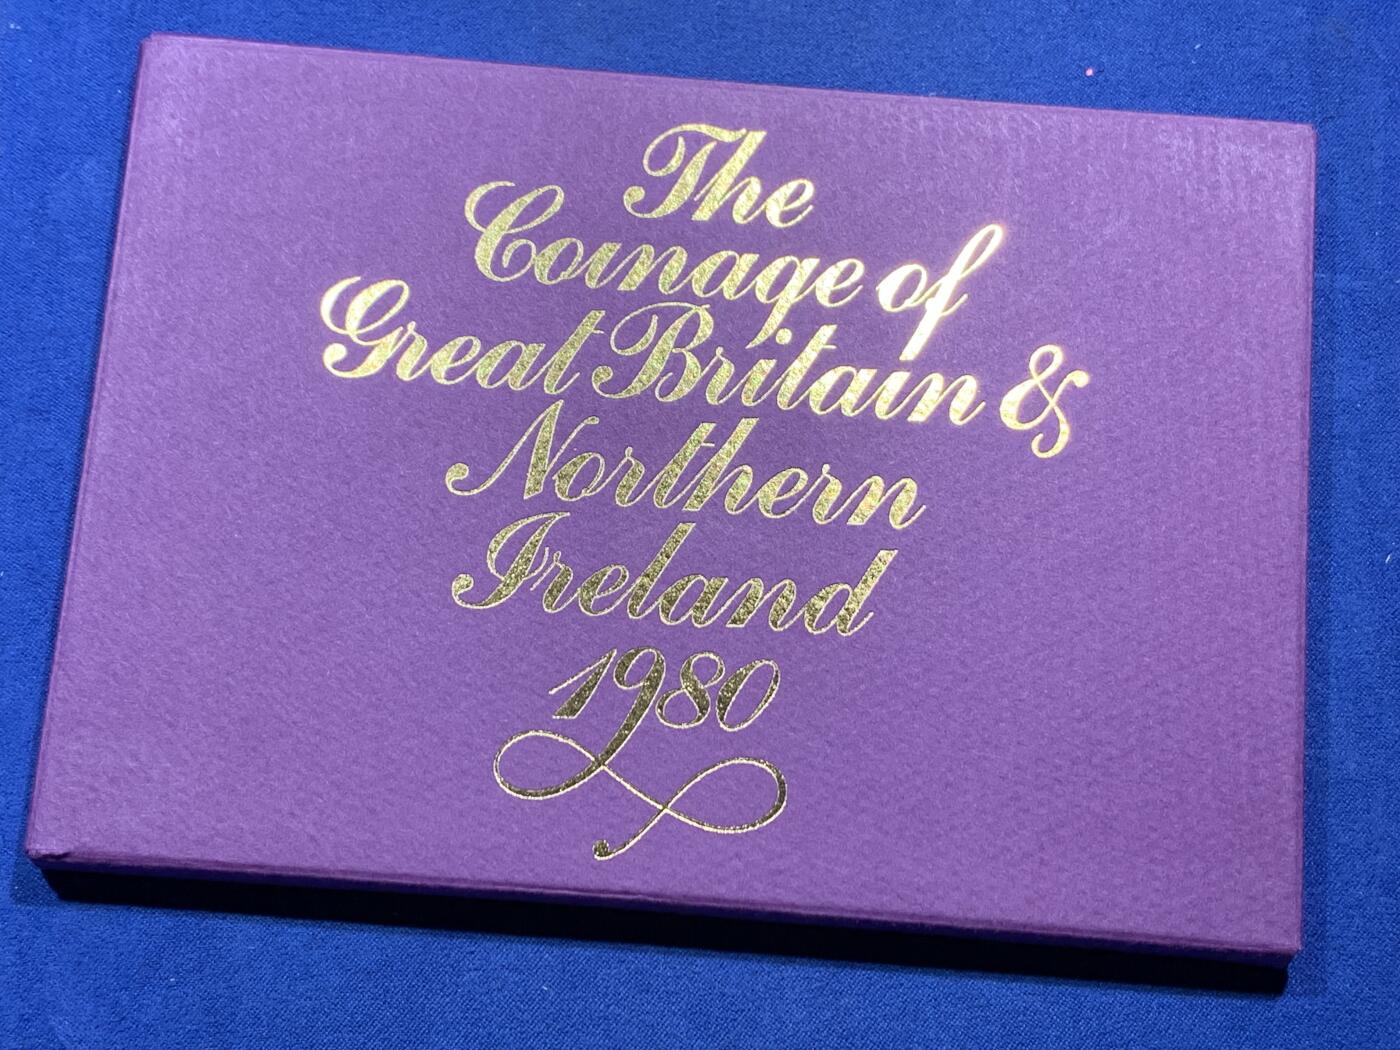 The
Coinage of
Great Britain &
Northern
Ireland
1980